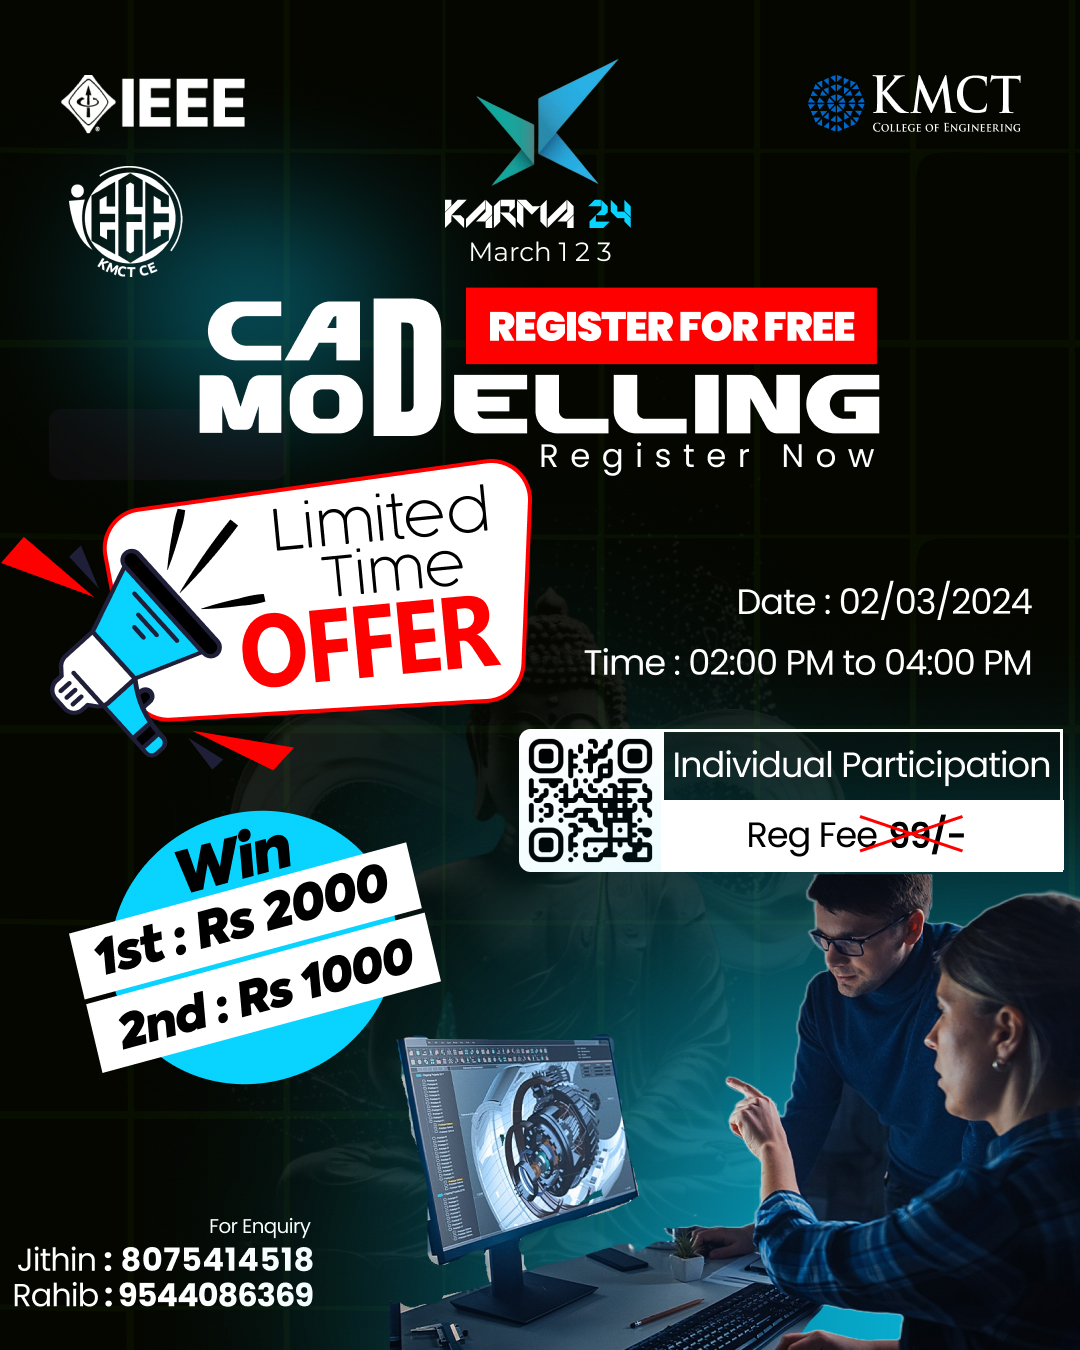 IEEE
KMCT
COLLEGE OF ENGINEERING
iEEE
KMCT CE
KARMA 24
March 1 2 3
CAD
MODELLING
REGISTER FOR FREE
Register Now
Limited
Time
OFFER
Date : 02/03/2024
Time : 02:00 PM to 04:00 PM
Individual Participation
Reg Fee 99/-
Win
1st : Rs 2000
2nd : Rs 1000
For Enquiry
Jithin : 8075414518
Rahib : 9544086369